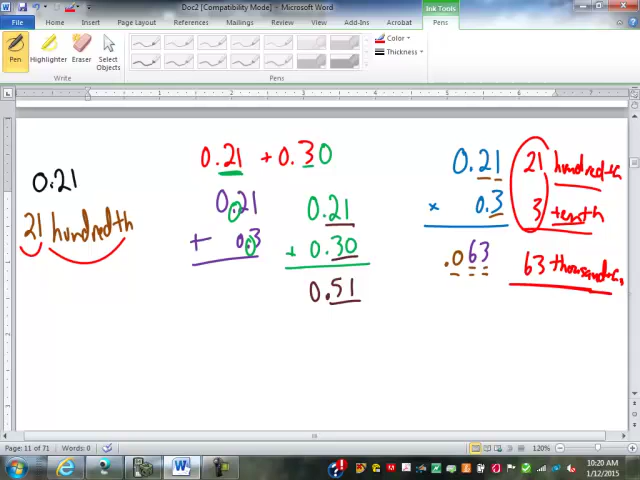 Doc2 [Compatibility Mode] - Microsoft Word
Ink Tools
File
Home
Insert
Page Layout
References
Mailings
Review
View
Add-Ins
Acrobat
Pens
Pen
Highlighter
Eraser
Select Objects
Color
Thickness
Write
Pens
0.21
21 hundredth
0.21 + 0.30
0.21
+ 0.3
0.21
+ 0.30
0.51
0.21
× 0.3
.063
21 hundredth
3 tenth
Page: 11 of 71
Words: 0
120%
10:20 AM
1/12/2015